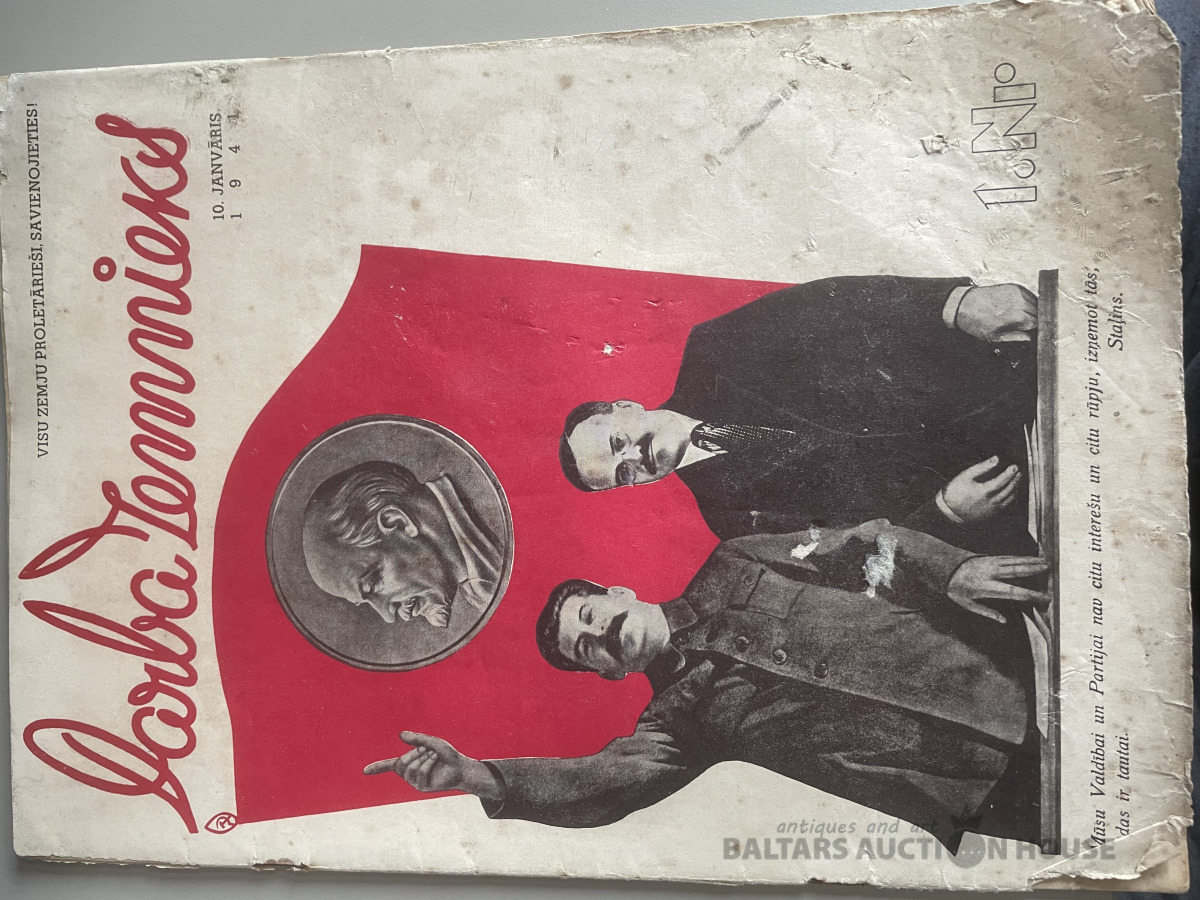 VISU ZEMJU PROLETĀRIEŠI, SAVIENOJIETIES!
Darba Zemnieks
10. JANVĀRIS
1941
1. Nº
Mūsu Valdībai un Partijai nav citu interešu un citu rūpju, izņemot tās,
das ir tautai.
Staļins.
antiques and art
BALTARS AUCTION HOUSE